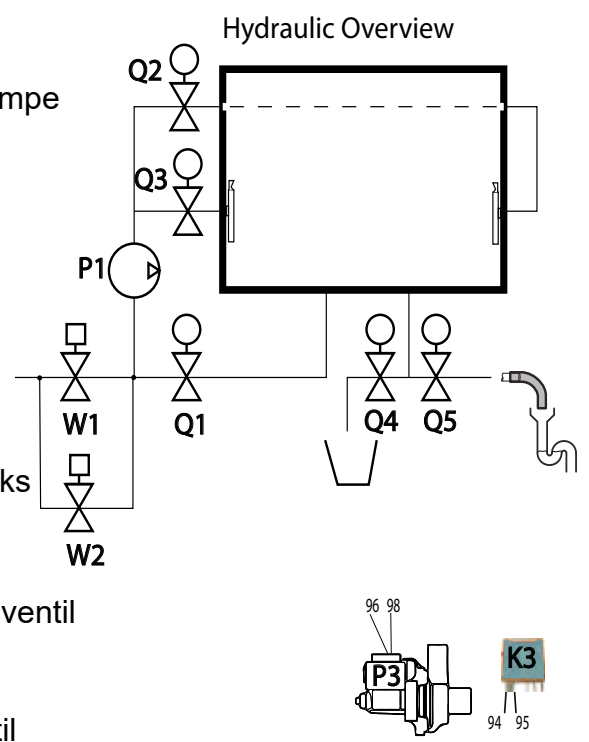 Hydraulic Overview
Q2
mpe
Q3
P1
W1 Q1 Q4 Q5
ks
W2
ventil
96 98
P3 K3
94 95
til